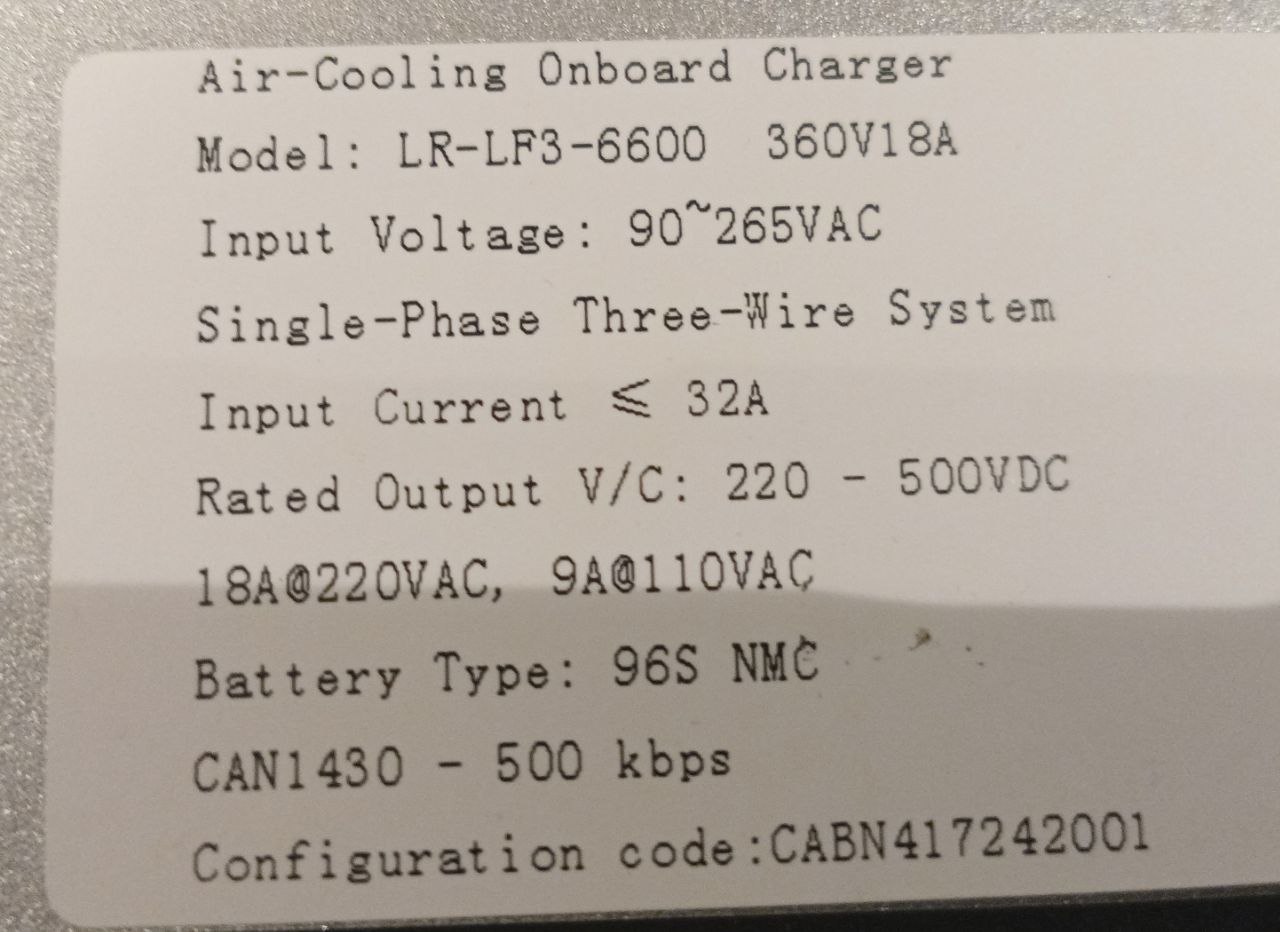 Air-Cooling Onboard Charger
Model: LR-LF3-6600 360V18A
Input Voltage: 90~265VAC
Single-Phase Three-Wire System
Input Current ≤ 32A
Rated Output V/C: 220 - 500VDC
18A@220VAC, 9A@110VAC
Battery Type: 96S NMC
CAN1430 - 500 kbps
Configuration code:CABN417242001